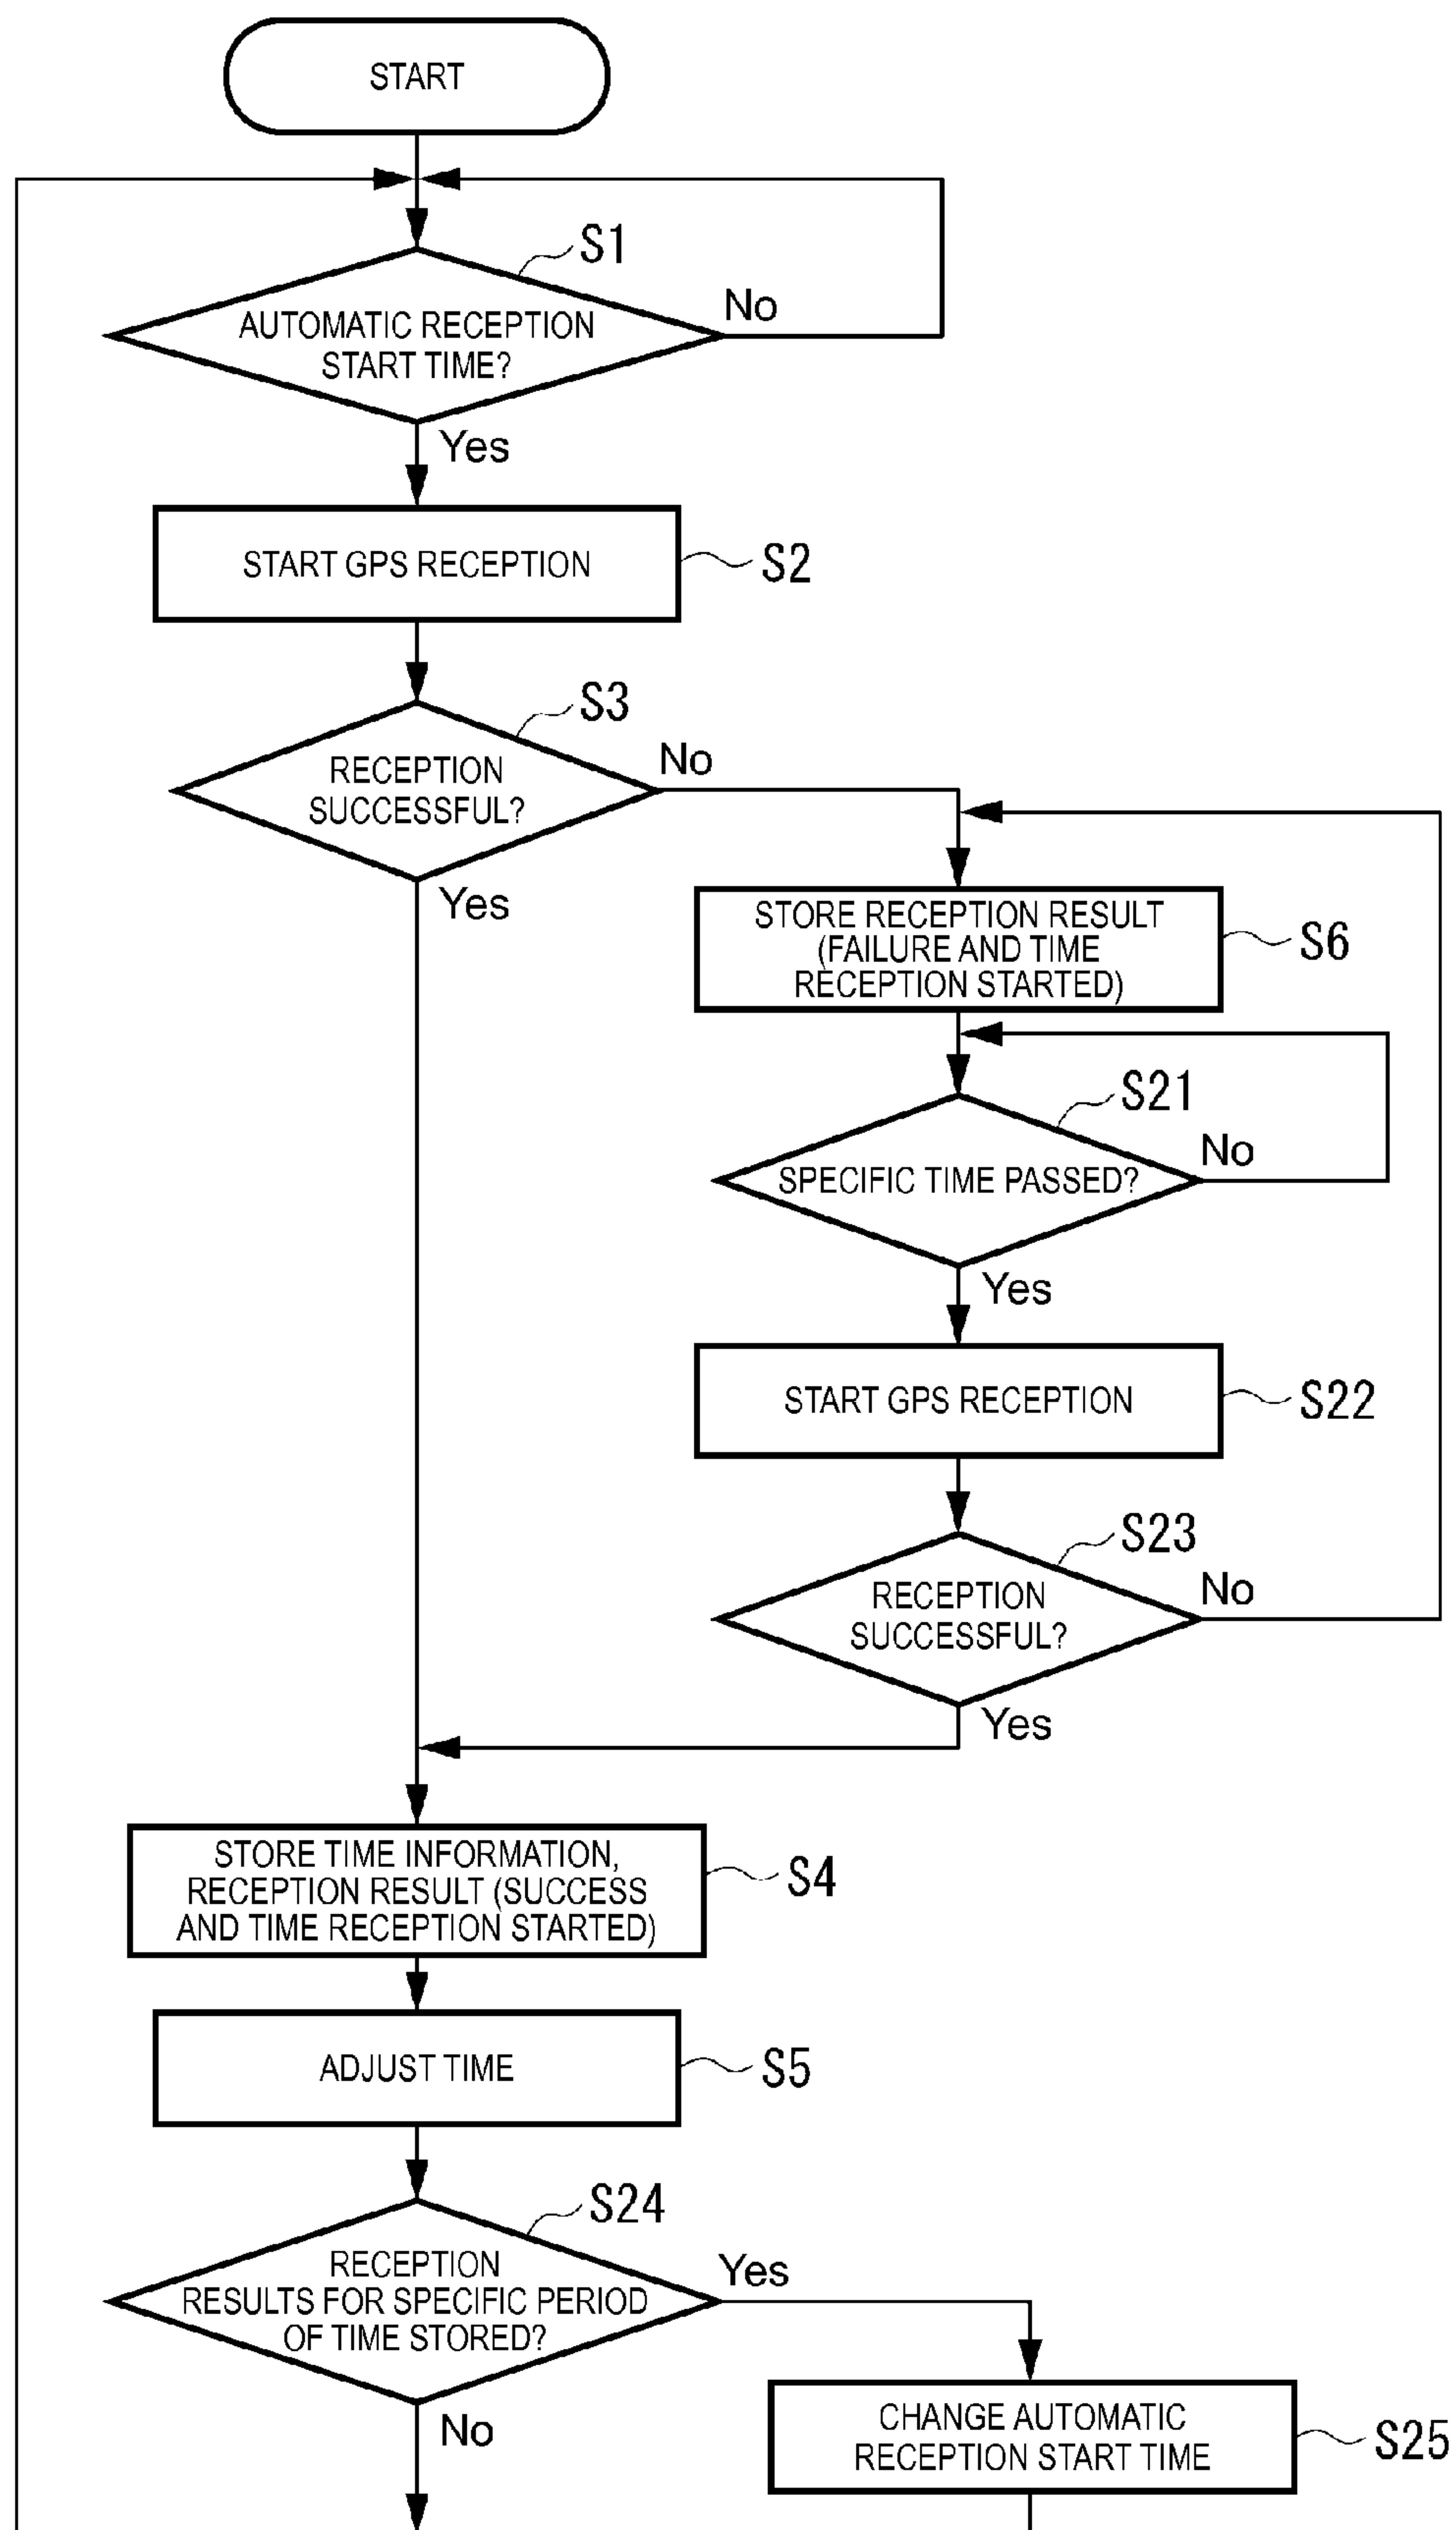 START
S1
AUTOMATIC RECEPTION
START TIME?
No
Yes
START GPS RECEPTION
S2
S3
RECEPTION
SUCCESSFUL?
No
Yes
STORE RECEPTION RESULT
(FAILURE AND TIME
RECEPTION STARTED)
S6
S21
SPECIFIC TIME PASSED?
No
Yes
START GPS RECEPTION
S22
S23
RECEPTION
SUCCESSFUL?
No
Yes
STORE TIME INFORMATION,
RECEPTION RESULT (SUCCESS
AND TIME RECEPTION STARTED)
S4
ADJUST TIME
S5
S24
RECEPTION
RESULTS FOR SPECIFIC PERIOD
OF TIME STORED?
Yes
No
CHANGE AUTOMATIC
RECEPTION START TIME
S25